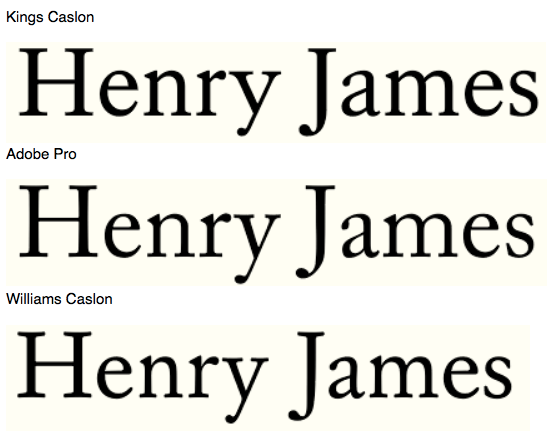 Kings Caslon
Henry James
Adobe Pro
Henry James
Williams Caslon
Henry James